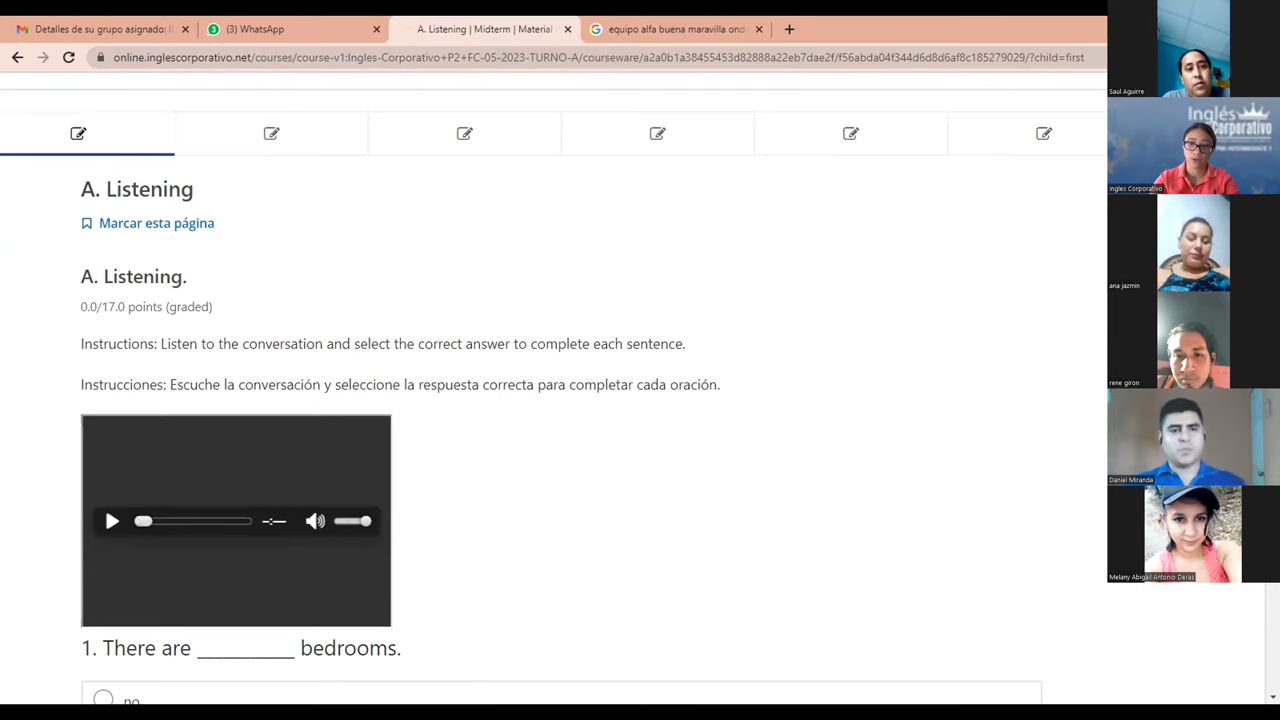 Detalles de su grupo asignado: I
(3) WhatsApp
A. Listening | Midterm | Material
equipo alfa buena maravilla ond
online.inglescorporativo.net/courses/course-v1:Ingles-Corporativo+P2+FC-05-2023-TURNO-A/courseware/a2a0b1a38455453d82888a22eb7dae2f/f56abda04f344d6d8d6af8c185279029/?child=first
A. Listening
Marcar esta página
A. Listening.
0.0/17.0 points (graded)
Instructions: Listen to the conversation and select the correct answer to complete each sentence.
Instrucciones: Escuche la conversación y seleccione la respuesta correcta para completar cada oración.
-:-
1. There are __________ bedrooms.
no
Saul Aguirre
Inglés
Corporativo
PRE-INTERMEDIATE 1
Ingles Corporativo
ana jazmin
rene giron
Daniel Miranda
Melany Abigail Antonio Deras